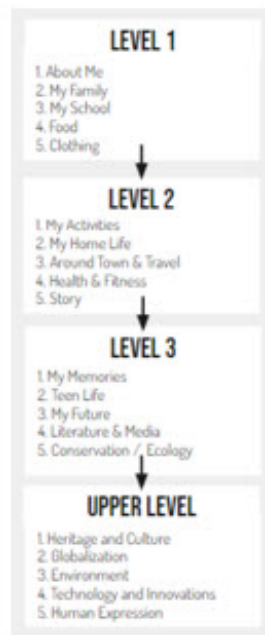 LEVEL 1
1. About Me
2. My Family
3. My School
4. Food
5. Clothing
LEVEL 2
1. My Activities
2. My Home Life
3. Around Town & Travel
4. Health & Fitness
5. Story
LEVEL 3
1. My Memories
2. Teen Life
3. My Future
4. Literature & Media
5. Conservation / Ecology
UPPER LEVEL
1. Heritage and Culture
2. Globalization
3. Environment
4. Technology and Innovations
5. Human Expression